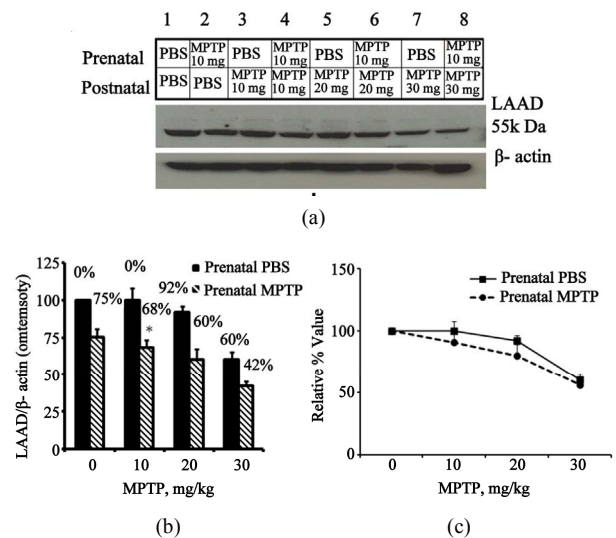 1 2 3 4 5 6 7 8
Prenatal PBS MPTP 10 mg PBS MPTP 10 mg PBS MPTP 10 mg PBS MPTP 10 mg
Postnatal PBS PBS MPTP 10 mg MPTP 10 mg MPTP 20 mg MPTP 20 mg MPTP 30 mg MPTP 30 mg
LAAD
55k Da
β- actin
(a)
LAAD/β- actin (omtemsoty)
125
100
75
50
25
0
0% 75% 0% 68% * 92% 60% 60% 42%
Prenatal PBS
Prenatal MPTP
0 10 20 30
MPTP, mg/kg
(b)
Relative % Value
150
100
50
0
Prenatal PBS
Prenatal MPTP
0 10 20 30
MPTP, mg/kg
(c)